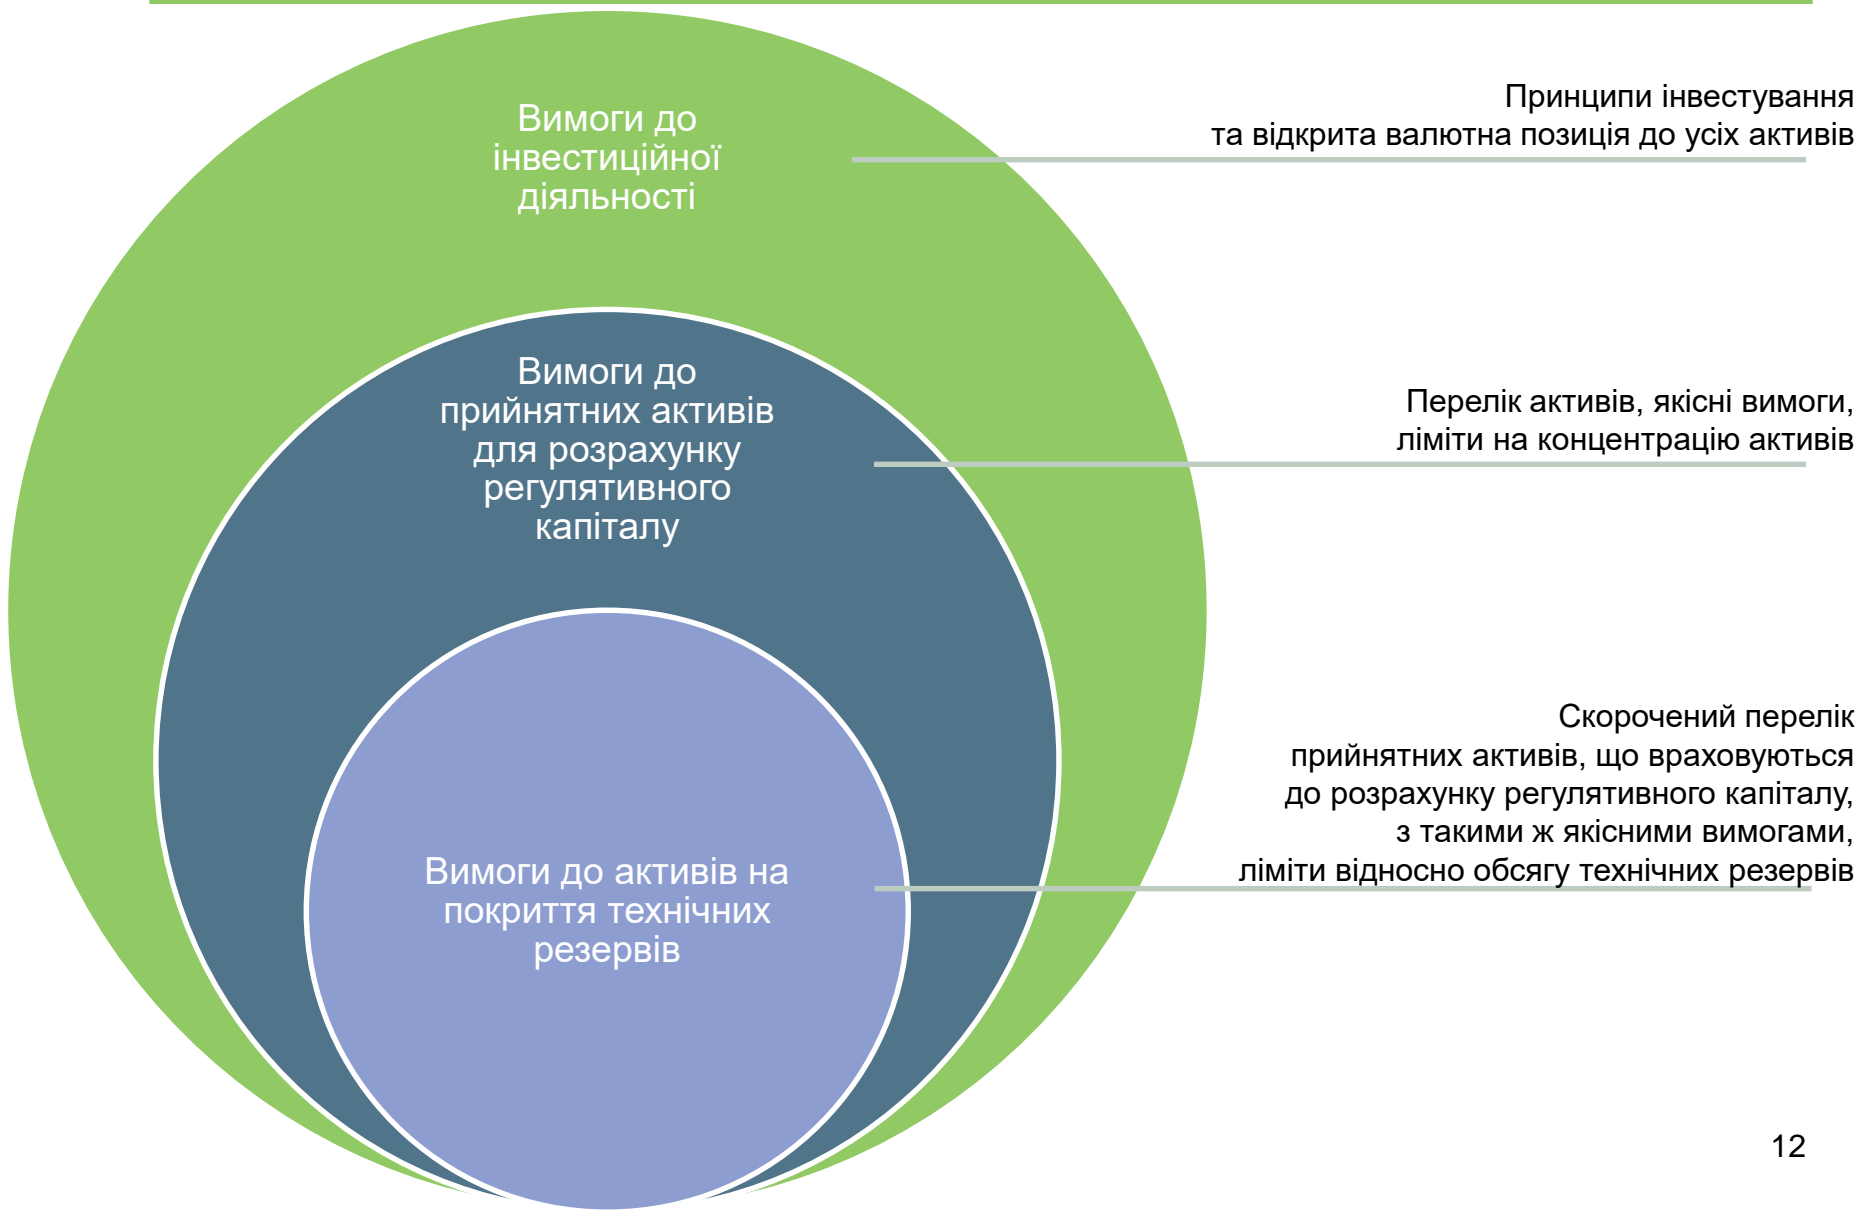 Вимоги до
інвестиційної
діяльності
Принципи інвестування
та відкрита валютна позиція до усіх активів
Вимоги до
прийнятних активів
для розрахунку
регулятивного
капіталу
Перелік активів, якісні вимоги,
ліміти на концентрацію активів
Вимоги до активів на
покриття технічних
резервів
Скорочений перелік
прийнятних активів, що враховуються
до розрахунку регулятивного капіталу,
з такими ж якісними вимогами,
ліміти відносно обсягу технічних резервів
12